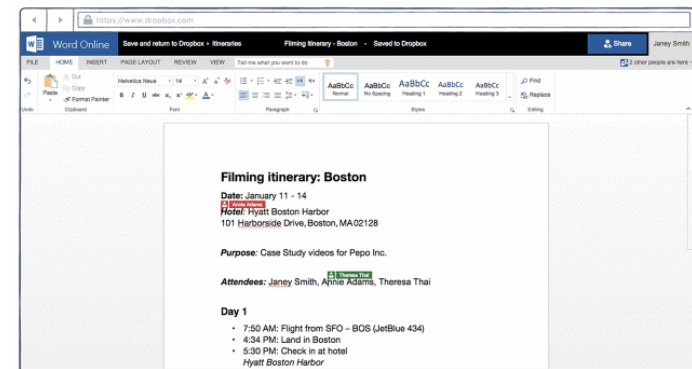 https://www.dropbox.com
Word Online Save and return to Dropbox • Itineraries Filming Itinerary - Boston - Saved to Dropbox Share Janey Smith
FILE HOME INSERT PAGE LAYOUT REVIEW VIEW Tell me what you want to do 2 other people are here
Cut
Copy
Paste Format Painter
Helvetica Neue 14
B I U abc
AaBbCc AaBbCc AaBbCc AaBbCc AaBbCc
Normal No Spacing Heading 1 Heading 2 Heading 3
Find
Replace
Undo Clipboard Font Paragraph Styles Editing
Filming itinerary: Boston
Date: January 11 - 14
Annie Adams
Hotel: Hyatt Boston Harbor
101 Harborside Drive, Boston, MA 02128
Purpose: Case Study videos for Pepo Inc.
Theresa Thai
Attendees: Janey Smith, Annie Adams, Theresa Thai
Day 1
• 7:50 AM: Flight from SFO – BOS (JetBlue 434)
• 4:34 PM: Land in Boston
• 5:30 PM: Check in at hotel
Hyatt Boston Harbor